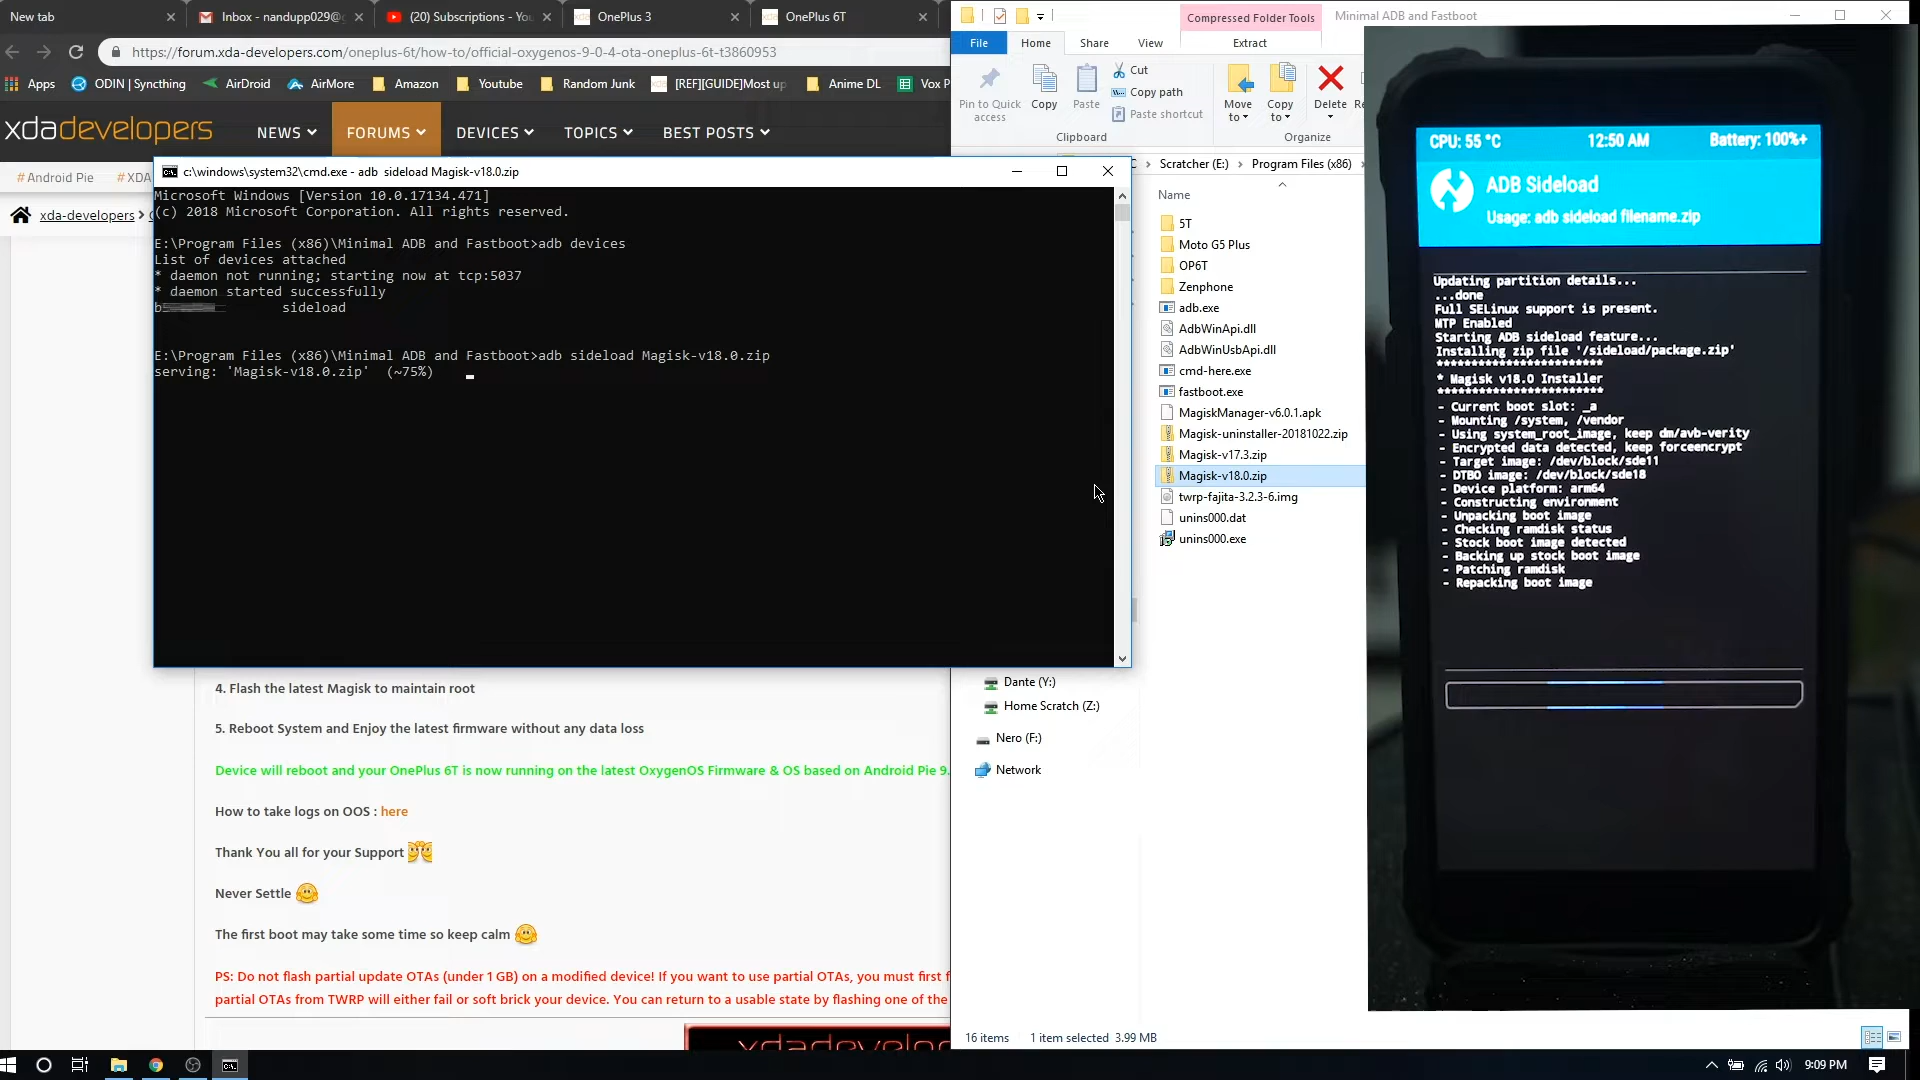 New tab
Inbox - nandupp029@
(20) Subscriptions - You
OnePlus 3
OnePlus 6T
https://forum.xda-developers.com/oneplus-6t/how-to/official-oxygenos-9-0-4-ota-oneplus-6t-t3860953
Apps
ODIN | Syncthing
AirDroid
AirMore
Amazon
Youtube
Random Junk
[REF][GUIDE]Most up
Anime DL
Vox P
xdadevelopers
NEWS
FORUMS
DEVICES
TOPICS
BEST POSTS
# Android Pie
# XDA
xda-developers
c:\windows\system32\cmd.exe - adb sideload Magisk-v18.0.zip
Microsoft Windows [Version 10.0.17134.471]
(c) 2018 Microsoft Corporation. All rights reserved.
E:\Program Files (x86)\Minimal ADB and Fastboot>adb devices
List of devices attached
* daemon not running; starting now at tcp:5037
* daemon started successfully
b sideload
E:\Program Files (x86)\Minimal ADB and Fastboot>adb sideload Magisk-v18.0.zip
serving: 'Magisk-v18.0.zip' (~75%)
4. Flash the latest Magisk to maintain root
5. Reboot System and Enjoy the latest firmware without any data loss
Device will reboot and your OnePlus 6T is now running on the latest OxygenOS Firmware & OS based on Android Pie 9.
How to take logs on OOS : here
Thank You all for your Support
Never Settle
The first boot may take some time so keep calm
PS: Do not flash partial update OTAs (under 1 GB) on a modified device! If you want to use partial OTAs, you must first f
partial OTAs from TWRP will either fail or soft brick your device. You can return to a usable state by flashing one of the
xdadevelop
Compressed Folder Tools
Minimal ADB and Fastboot
File
Home
Share
View
Extract
Pin to Quick access
Copy
Paste
Cut
Copy path
Paste shortcut
Move to
Copy to
Delete
Re
Clipboard
Organize
C
Scratcher (E:)
Program Files (x86)
Name
5T
Moto G5 Plus
OP6T
Zenphone
adb.exe
AdbWinApi.dll
AdbWinUsbApi.dll
cmd-here.exe
fastboot.exe
MagiskManager-v6.0.1.apk
Magisk-uninstaller-20181022.zip
Magisk-v17.3.zip
Magisk-v18.0.zip
twrp-fajita-3.2.3-6.img
unins000.dat
unins000.exe
Dante (Y:)
Home Scratch (Z:)
Nero (F:)
Network
16 items
1 item selected 3.99 MB
CPU: 55 °C
12:50 AM
Battery: 100%+
ADB Sideload
Usage: adb sideload filename.zip
Updating partition details...
...done
Full SELinux support is present.
MTP Enabled
Starting ADB sideload feature...
Installing zip file '/sideload/package.zip'
************************
* Magisk v18.0 Installer
************************
- Current boot slot: _a
- Mounting /system, /vendor
- Using system_root_image, keep dm/avb-verity
- Encrypted data detected, keep forceencrypt
- Target image: /dev/block/sde11
- DTBO image: /dev/block/sde18
- Device platform: arm64
- Constructing environment
- Unpacking boot image
- Checking ramdisk status
- Stock boot image detected
- Backing up stock boot image
- Patching ramdisk
- Repacking boot image
9:09 PM